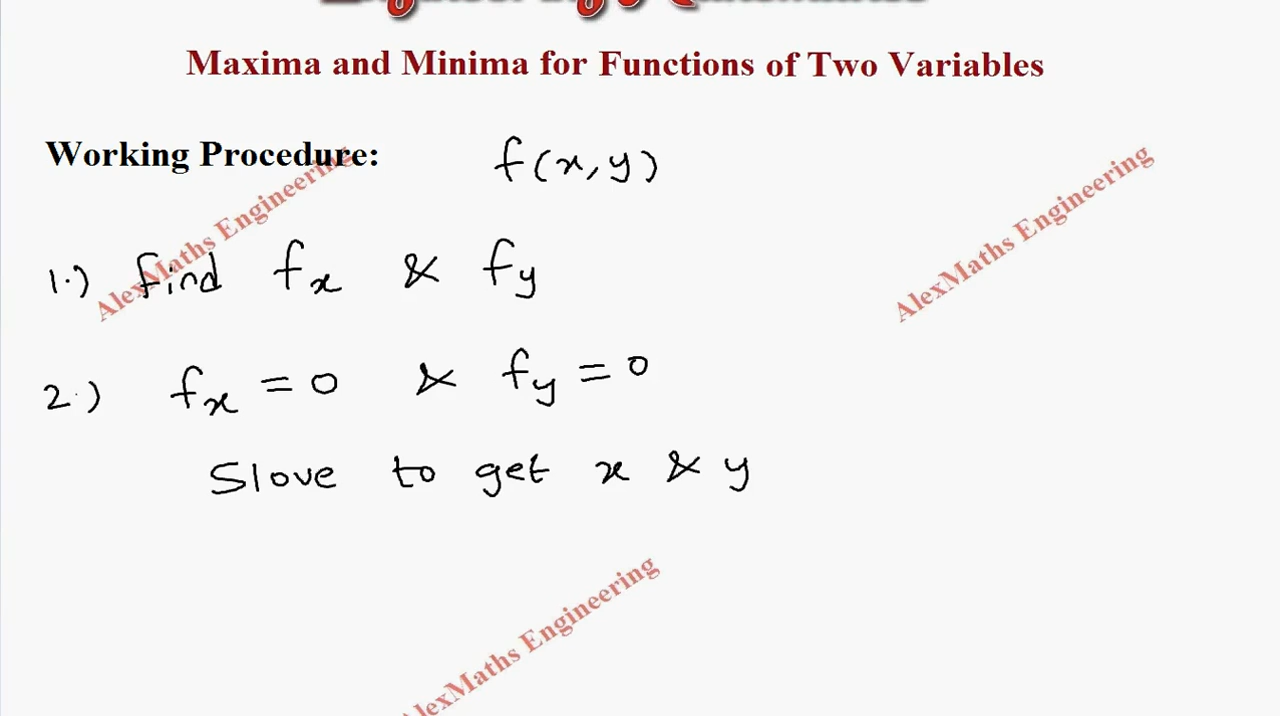 Maxima and Minima for Functions of Two Variables
Working Procedure: f(x,y)
AlexMaths Engineering
AlexMaths Engineering
1.) find fx & fy
2.) fx = 0 & fy = 0
Slove to get x & y
AlexMaths Engineering